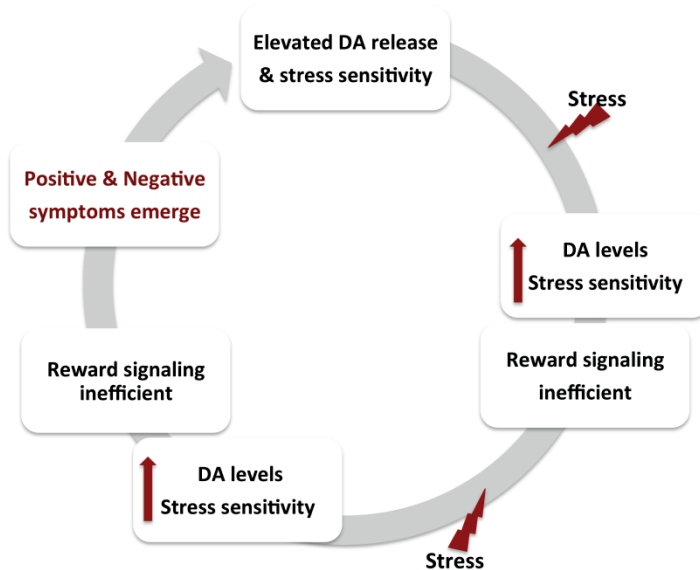 Elevated DA release
& stress sensitivity
Stress
DA levels
Stress sensitivity
Reward signaling
inefficient
Stress
DA levels
Stress sensitivity
Reward signaling
inefficient
Positive & Negative
symptoms emerge